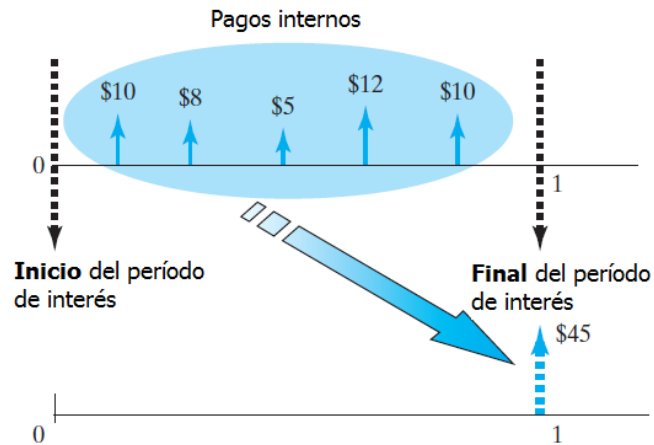 Pagos internos
$10
$8
$5
$12
$10
0
1
Inicio del período
de interés
Final del período
de interés
$45
0
1